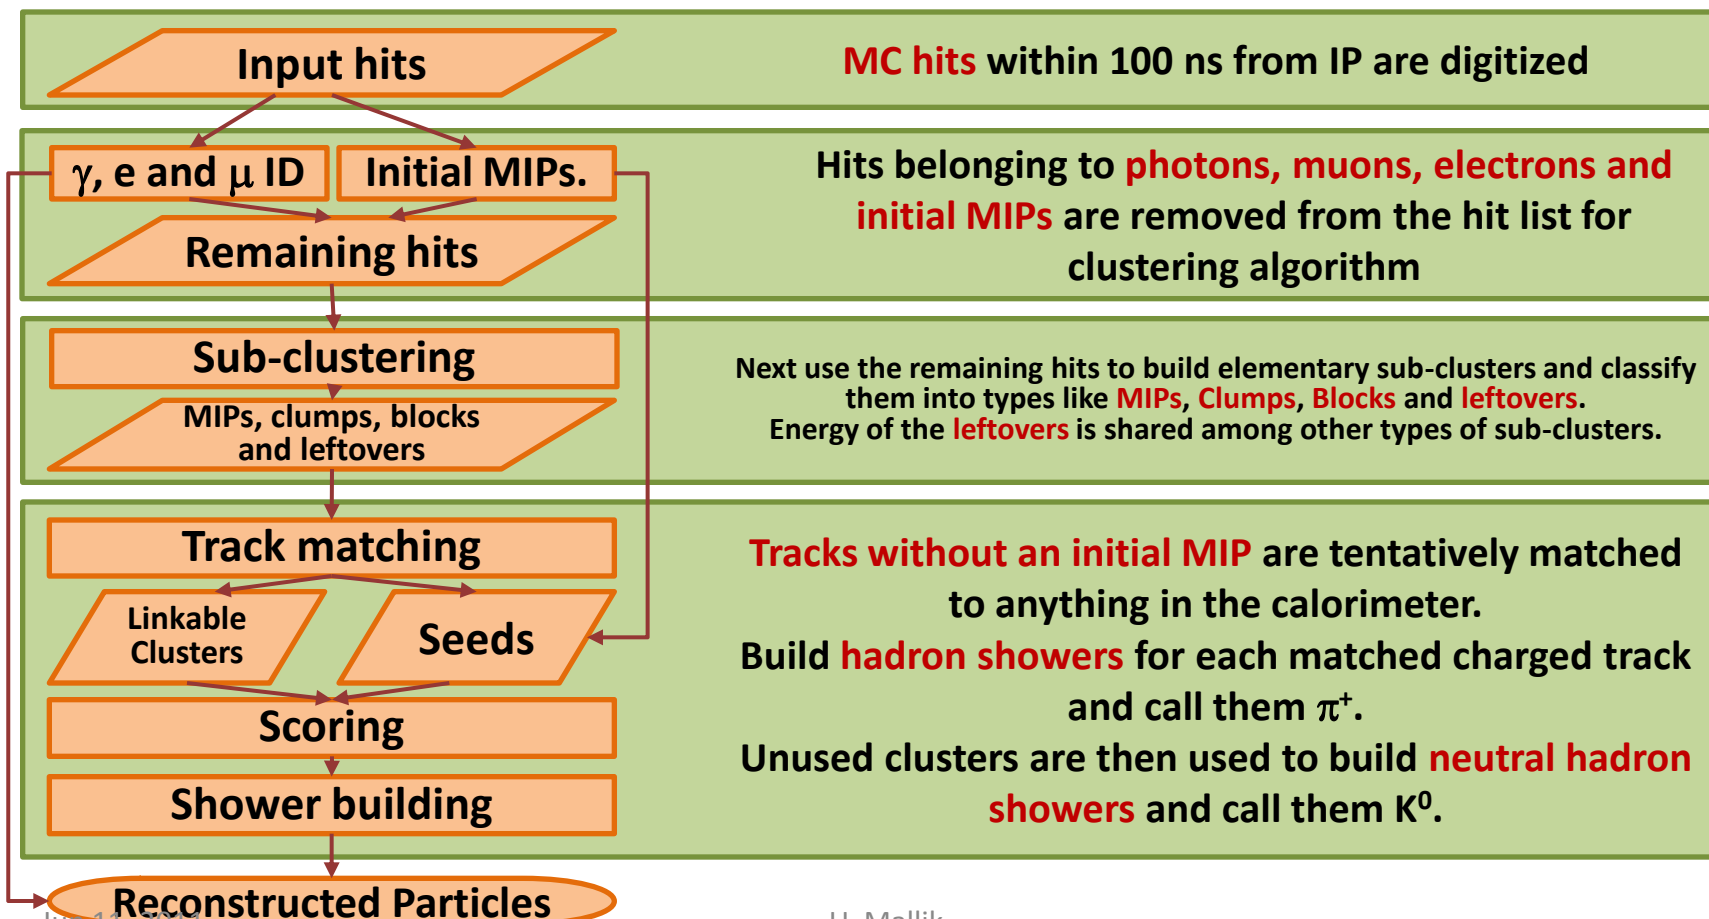 Input hits
MC hits within 100 ns from IP are digitized
γ, e and μ ID
Initial MIPs.
Remaining hits
Hits belonging to photons, muons, electrons and
initial MIPs are removed from the hit list for
clustering algorithm
Sub-clustering
MIPs, clumps, blocks
and leftovers
Next use the remaining hits to build elementary sub-clusters and classify
them into types like MIPs, Clumps, Blocks and leftovers.
Energy of the leftovers is shared among other types of sub-clusters.
Track matching
Linkable
Clusters
Seeds
Scoring
Shower building
Tracks without an initial MIP are tentatively matched
to anything in the calorimeter.
Build hadron showers for each matched charged track
and call them π⁺.
Unused clusters are then used to build neutral hadron
showers and call them K⁰.
Reconstructed Particles
U. Mallik